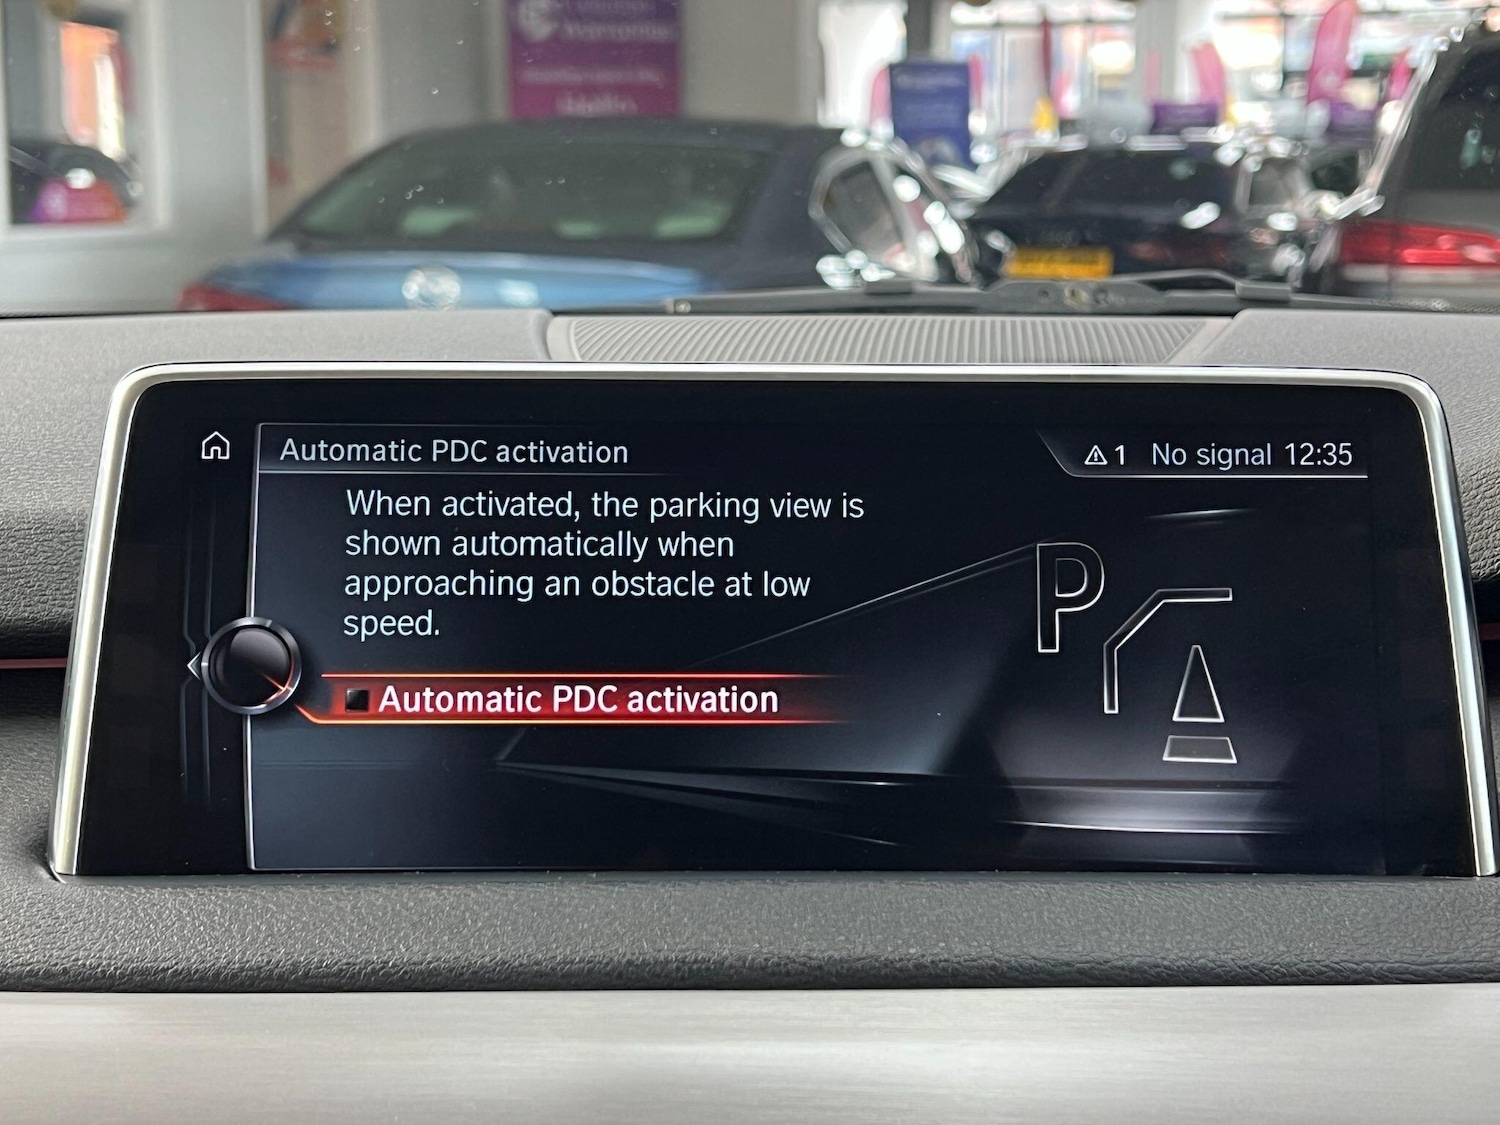 Warranties
Automatic PDC activation
1 No signal 12:35
When activated, the parking view is
shown automatically when
approaching an obstacle at low
speed.
Automatic PDC activation
P